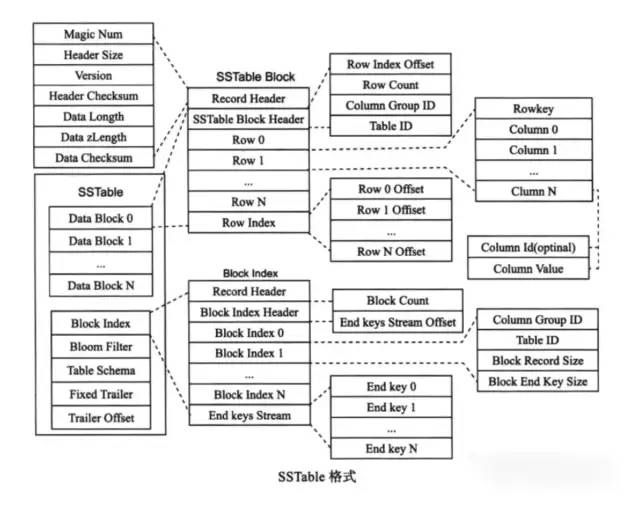 Magic Num
Header Size
Version
Header Checksum
Data Longth
Data zLength
Data Checksum
SSTable Block
Record Header
SSTable Block Header
Row 0
Row 1
...
Row N
Row Index
Row Index Offset
Row Count
Column Group ID
Table ID
Rowkey
Column 0
Column 1
...
Clumn N
Row 0 Offset
Row 1 Offset
...
Row N Offset
Column Id(optinal)
Column Value
SSTable
Data Block 0
Data Block 1
...
Data Block N
Block Index
Bloom Filter
Table Schema
Fixed Trailer
Trailer Offset
Block Index
Record Header
Block Index Header
Block Index 0
Block Index 1
...
Block Index N
End keys Stream
Block Count
End keys Stream Offset
Column Group ID
Table ID
Block Record Size
Block End Key Size
End key 0
End key 1
...
End key N
SSTable 格式